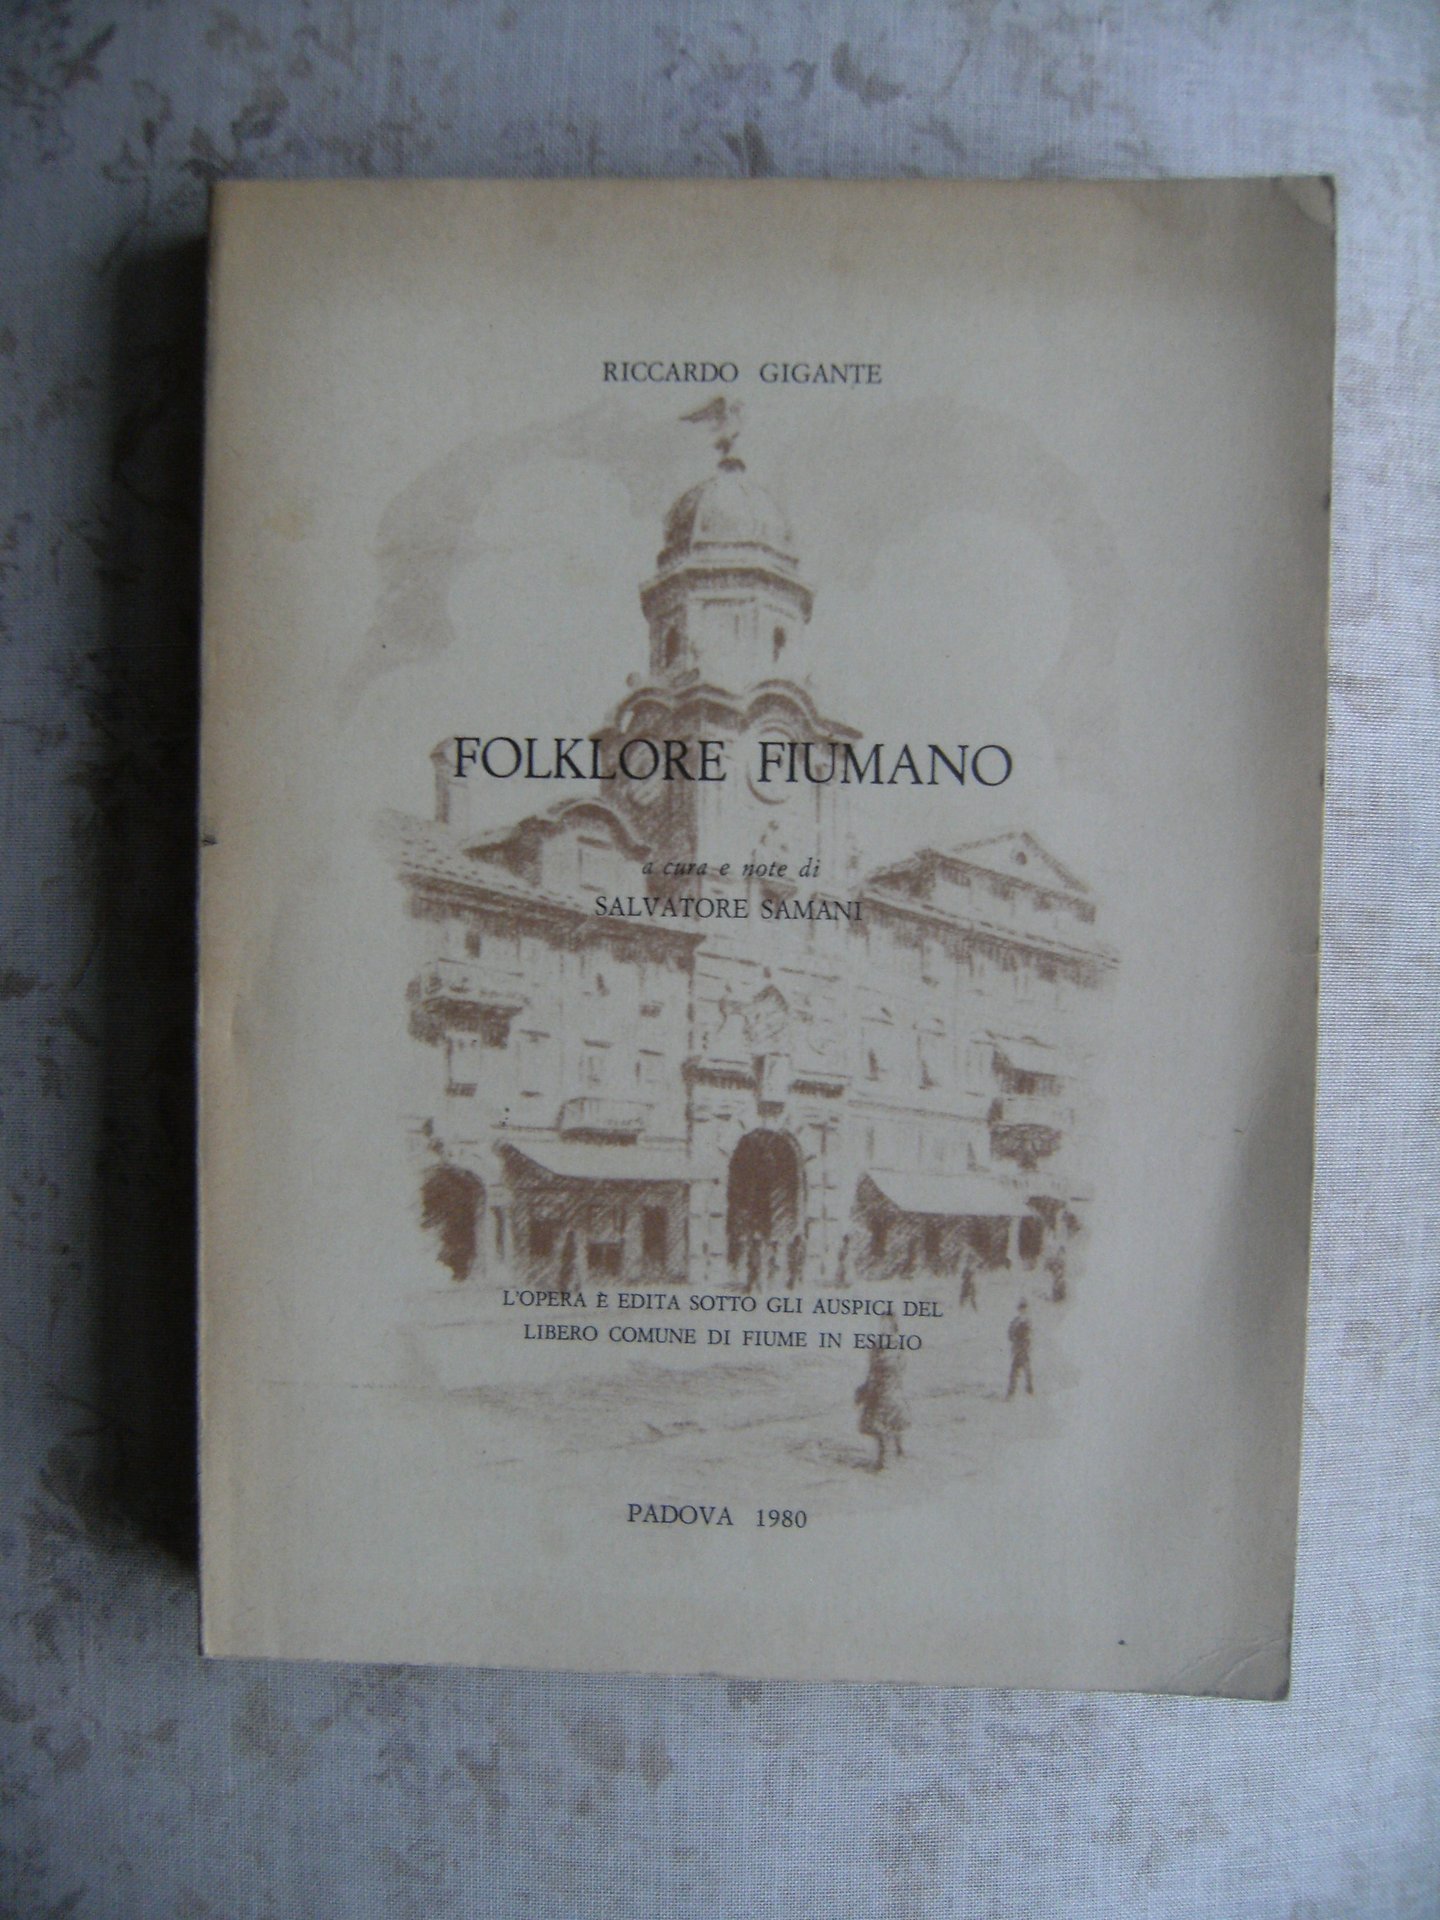 RICCARDO GIGANTE
FOLKLORE FIUMANO
a cura e note di
SALVATORE SAMANI
L'OPERA È EDITA SOTTO GLI AUSPICI DEL
LIBERO COMUNE DI FIUME IN ESILIO
PADOVA 1980